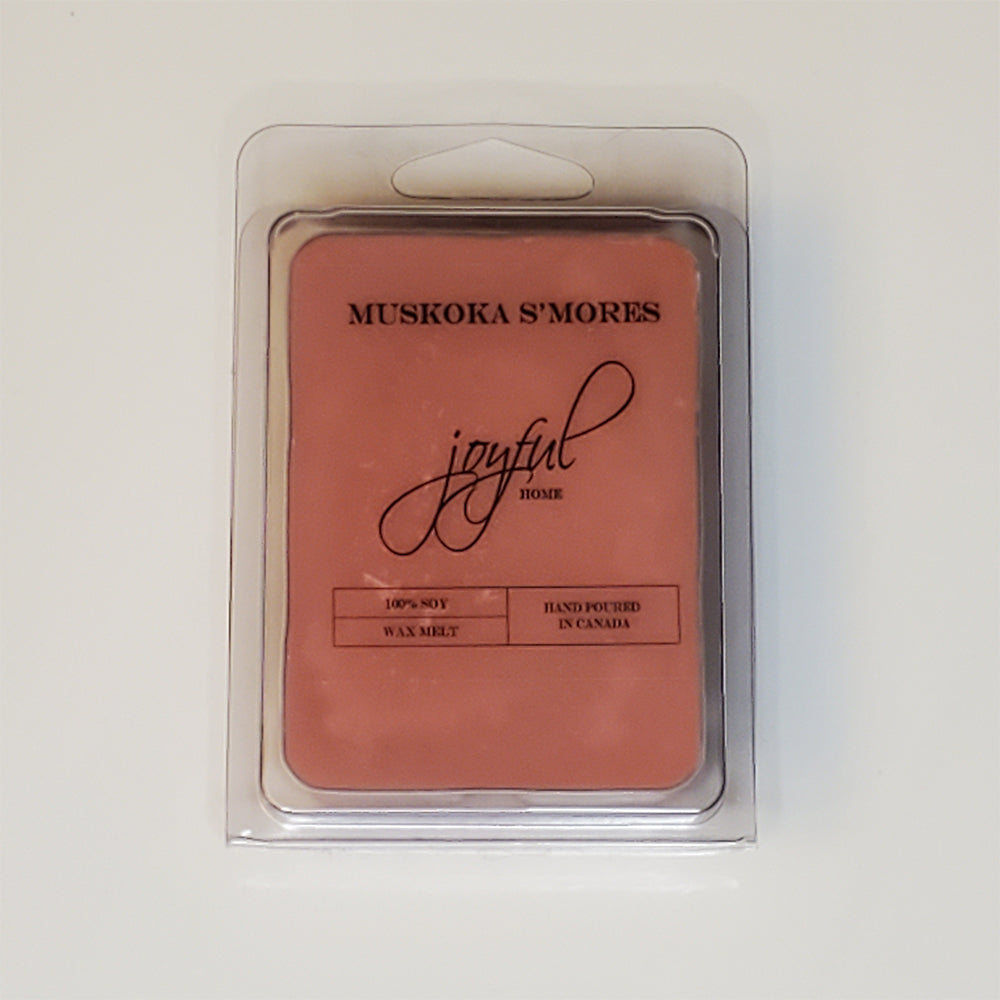 MUSKOKA S'MORES
joyful
HOME
100% SOY
WAX MELT
HAND POURED
IN CANADA